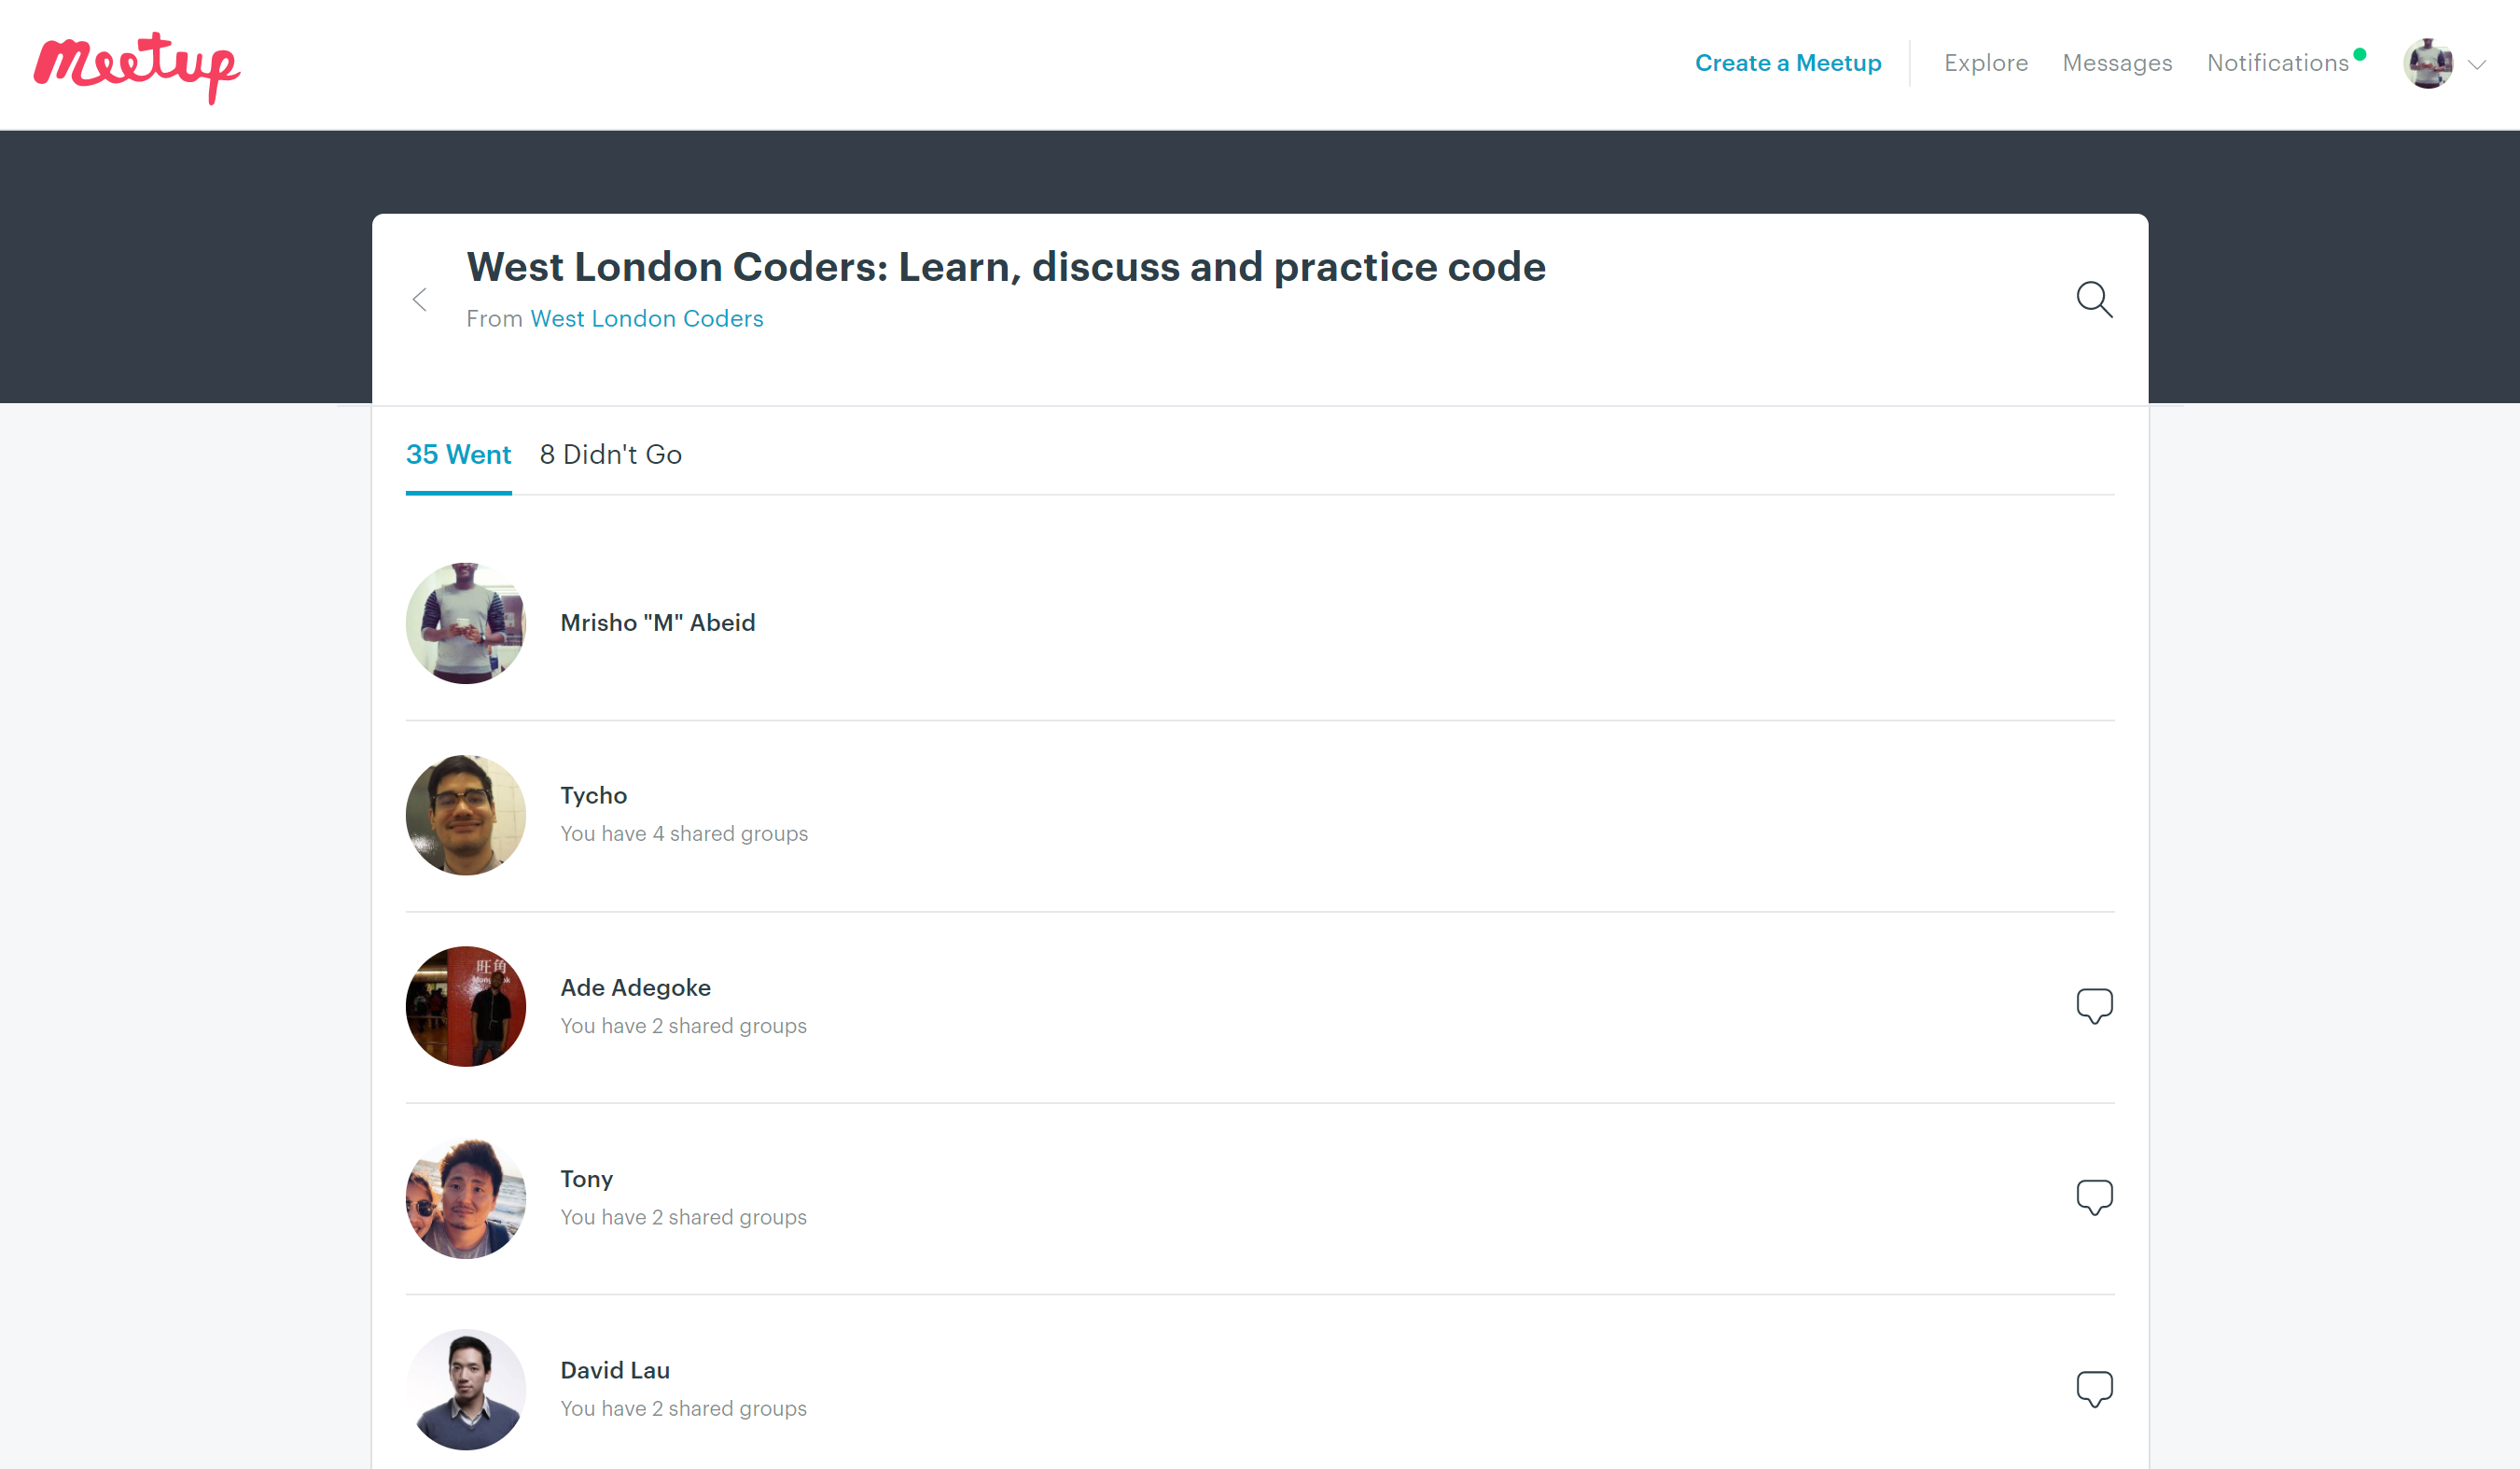 Meetup
Create a Meetup
Explore
Messages
Notifications
West London Coders: Learn, discuss and practice code
From West London Coders
35 Went
8 Didn't Go
Mrisho "M" Abeid
Tycho
You have 4 shared groups
旺角
Ade Adegoke
You have 2 shared groups
Tony
You have 2 shared groups
David Lau
You have 2 shared groups